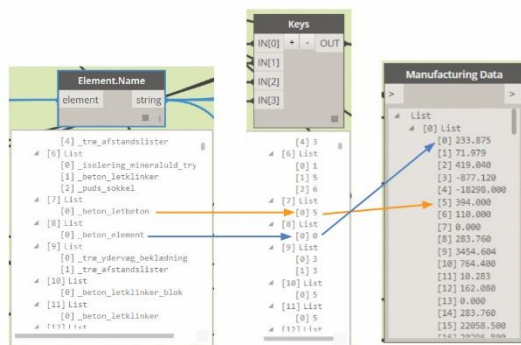 Element.Name
element string
[4] _træ_afstandslister
[6] List
[0] _isolering_mineraluld_try
[1] _beton_letklinker
[2] _puds_sokkel
[7] List
[0] _beton_letbeton
[8] List
[0] _beton_element
[9] List
[0] _træ_ydervæg_beklædning
[1] _træ_afstandslister
[10] List
[0] _beton_letklinker_blok
[11] List
[0] _beton_letklinker
[12] List
Keys
IN[0] + - OUT
IN[1]
IN[2]
IN[3]
[4] 3
[6] List
[0] 1
[1] 5
[2] 6
[7] List
[0] 5
[8] List
[0] 0
[9] List
[0] 3
[1] 3
[10] List
[0] 5
[11] List
[0] 5
[12] List
Manufacturing Data
> >
List
[0] List
[0] 233.875
[1] 71.979
[2] 419.040
[3] -877.120
[4] -18298.000
[5] 394.000
[6] 110.000
[7] 0.000
[8] 283.760
[9] 3454.604
[10] 764.400
[11] 10.283
[12] 162.080
[13] 0.000
[14] 283.760
[15] 22058.500